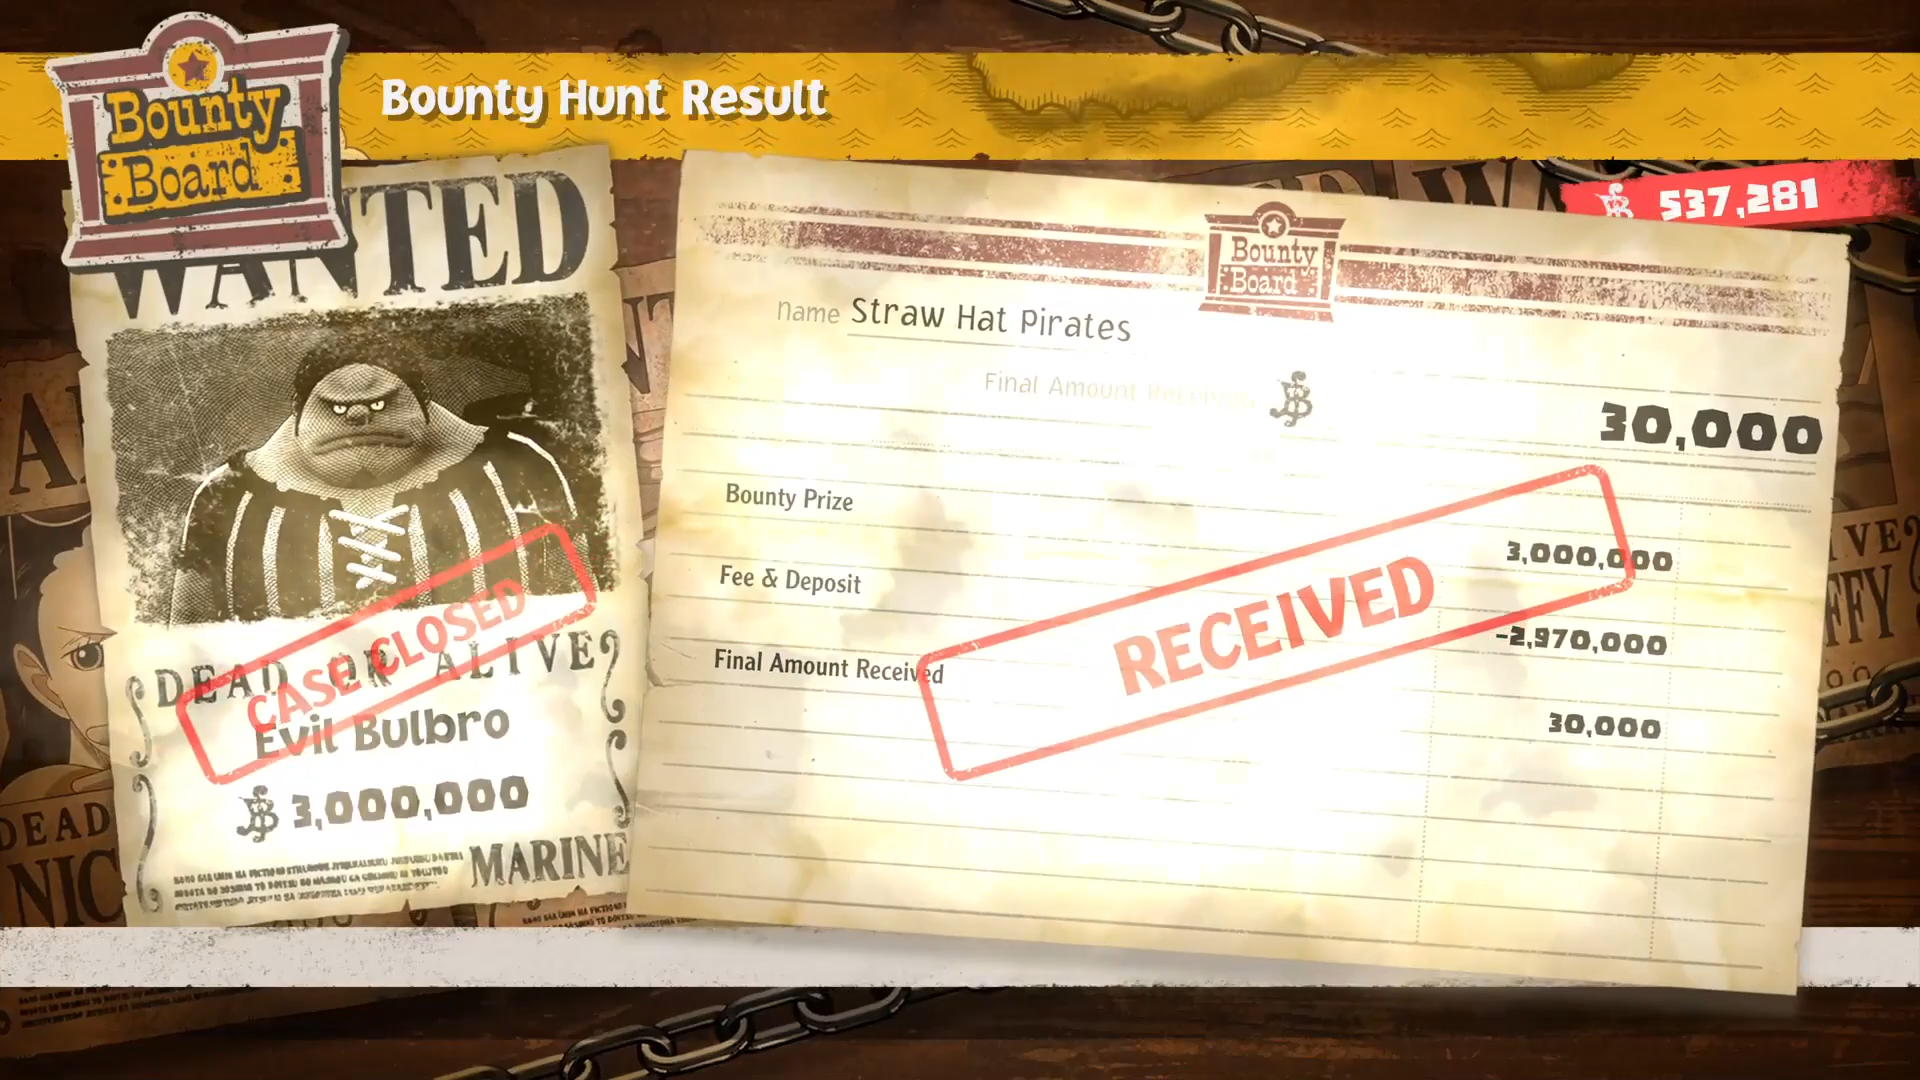 Bounty
Board
Bounty Hunt Result
537,281
WANTED
DEAD OR ALIVE
CASE CLOSED
Evil Bulbro
3,000,000
MARINE
Bounty
Board
Name Straw Hat Pirates
Final Amount Received
30,000
Bounty Prize
3,000,000
Fee & Deposit
-2,970,000
Final Amount Received
30,000
RECEIVED
DEAD
NIC